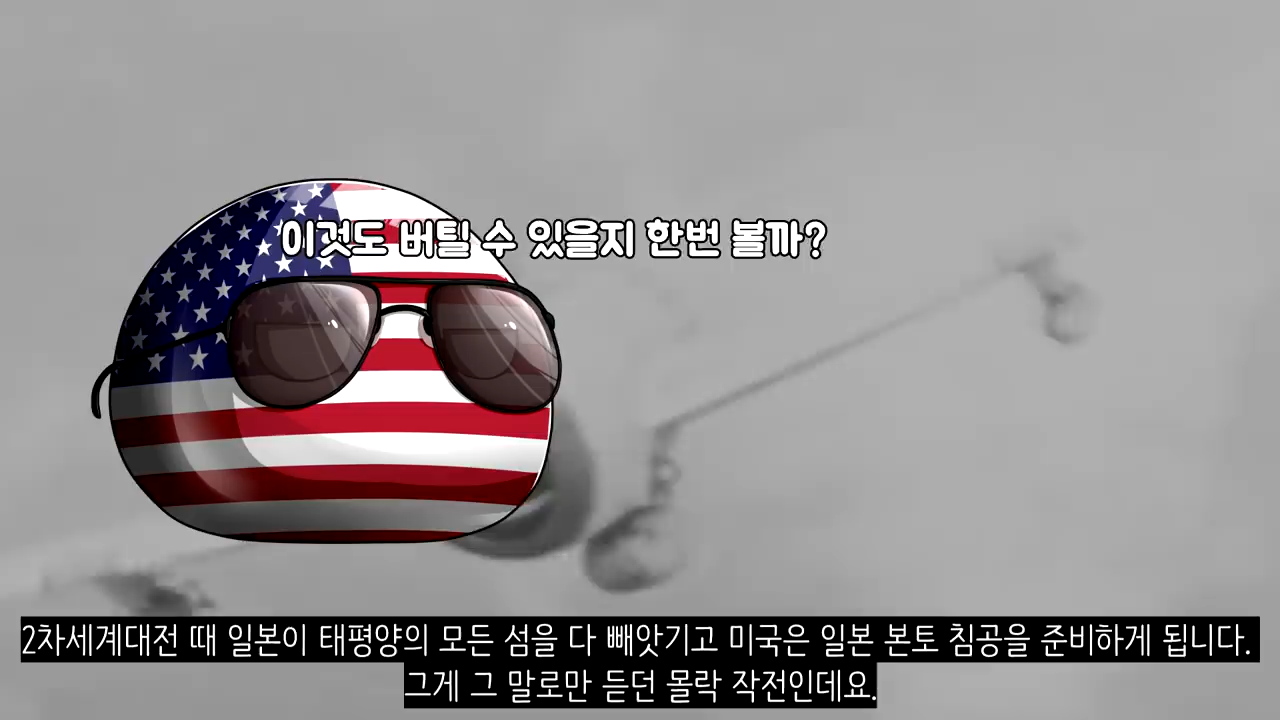 이것도 버틸 수 있을지 한번 볼까?
2차세계대전 때 일본이 태평양의 모든 섬을 다 빼앗기고 미국은 일본 본토 침공을 준비하게 됩니다.
그게 그 말로만 듣던 몰락 작전인데요.